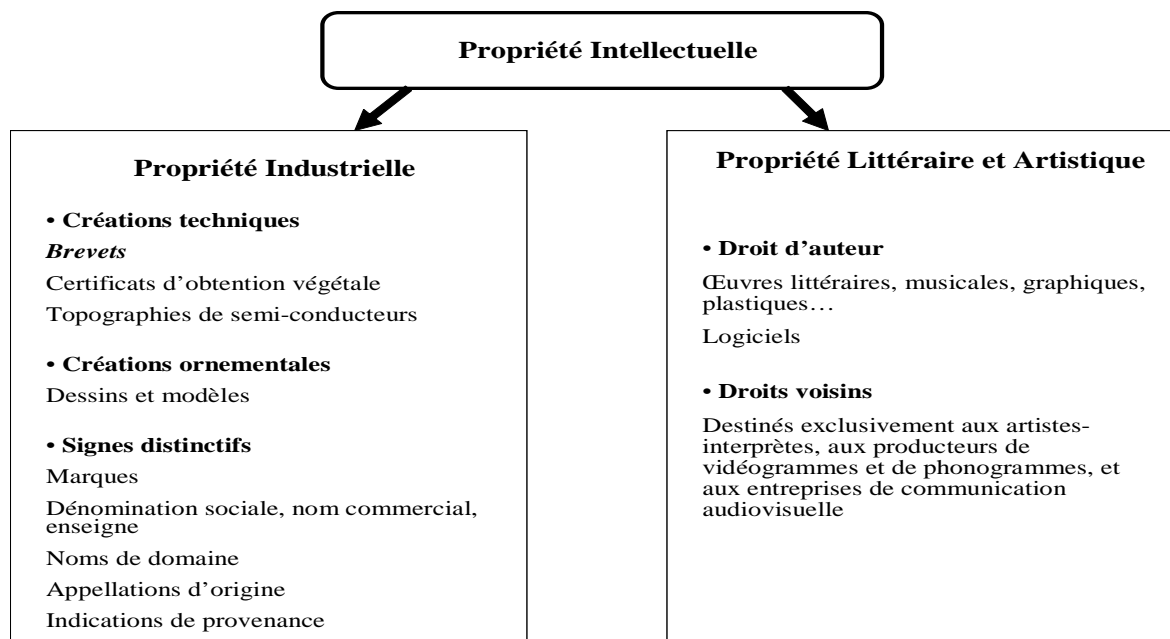 Propriété Intellectuelle
Propriété Industrielle
• Créations techniques
Brevets
Certificats d’obtention végétale
Topographies de semi-conducteurs
• Créations ornementales
Dessins et modèles
• Signes distinctifs
Marques
Dénomination sociale, nom commercial,
enseigne
Noms de domaine
Appellations d’origine
Indications de provenance
Propriété Littéraire et Artistique
• Droit d’auteur
Œuvres littéraires, musicales, graphiques,
plastiques…
Logiciels
• Droits voisins
Destinés exclusivement aux artistes-
interprètes, aux producteurs de
vidéogrammes et de phonogrammes, et
aux entreprises de communication
audiovisuelle